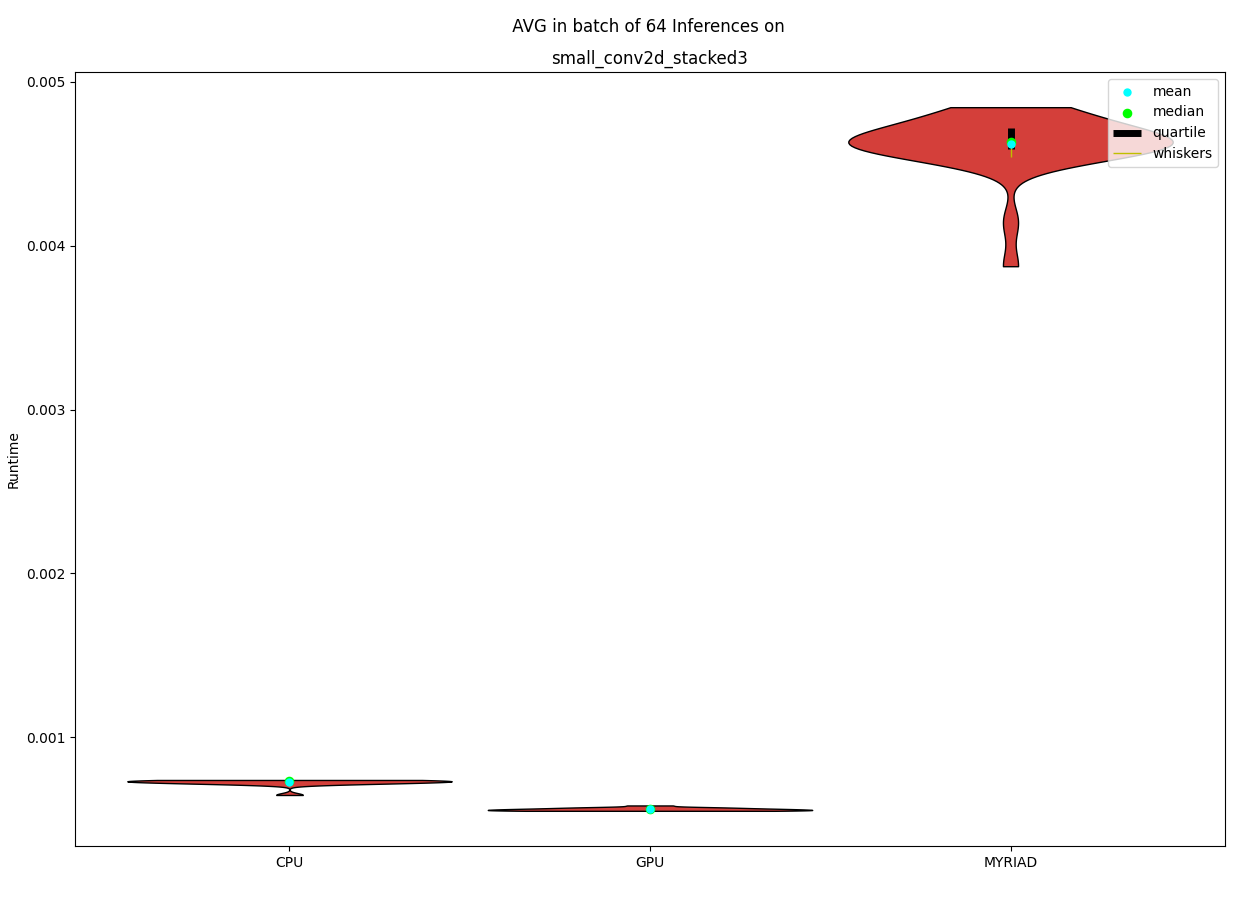 AVG in batch of 64 Inferences on
small_conv2d_stacked3
0.005
mean
median
quartile
whiskers
0.004
0.003
Runtime
0.002
0.001
CPU
GPU
MYRIAD